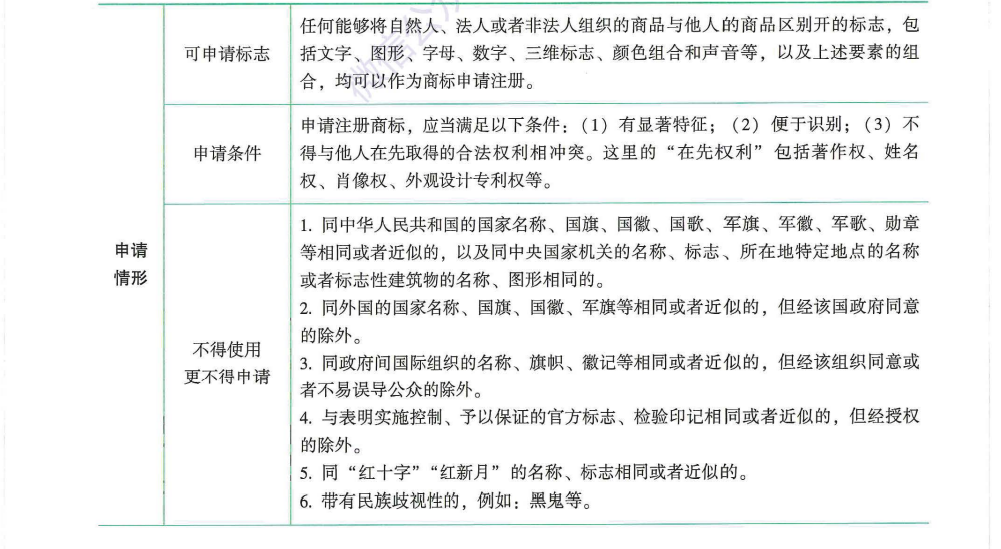 可申请标志
任何能够将自然人、法人或者非法人组织的商品与他人的商品区别开的标志，包
括文字、图形、字母、数字、三维标志、颜色组合和声音等，以及上述要素的组
合，均可以作为商标申请注册。
申请条件
申请注册商标，应当满足以下条件：（1）有显著特征；（2）便于识别；（3）不
得与他人在先取得的合法权利相冲突。这里的“在先权利”包括著作权、姓名
权、肖像权、外观设计专利权等。
申请
情形
不得使用
更不得申请
1. 同中华人民共和国的国家名称、国旗、国徽、国歌、军旗、军徽、军歌、勋章
等相同或者近似的，以及同中央国家机关的名称、标志、所在地特定地点的名称
或者标志性建筑物的名称、图形相同的。
2. 同外国的国家名称、国旗、国徽、军旗等相同或者近似的，但经该国政府同意
的除外。
3. 同政府间国际组织的名称、旗帜、徽记等相同或者近似的，但经该组织同意或
者不易误导公众的除外。
4. 与表明实施控制、予以保证的官方标志、检验印记相同或者近似的，但经授权
的除外。
5. 同“红十字”“红新月”的名称、标志相同或者近似的。
6. 带有民族歧视性的，例如：黑鬼等。
微信公众